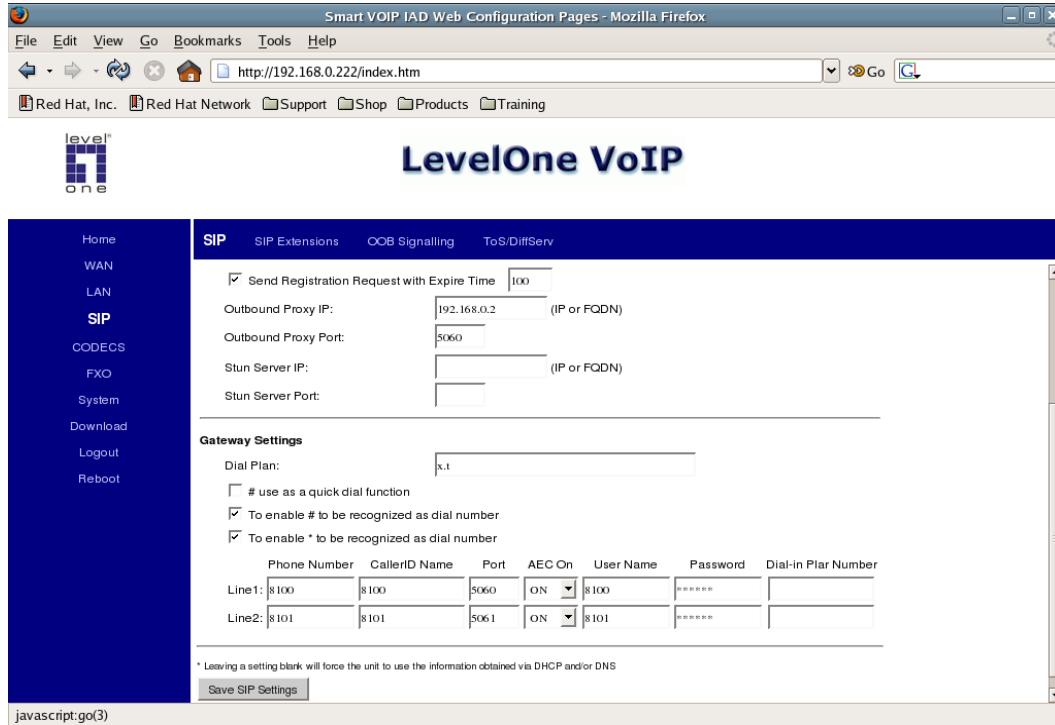 Smart VOIP IAD Web Configuration Pages - Mozilla Firefox
File Edit View Go Bookmarks Tools Help
http://192.168.0.222/index.htm Go G
Red Hat, Inc. Red Hat Network Support Shop Products Training
level one
LevelOne VoIP
Home
WAN
LAN
SIP
CODECS
FXO
System
Download
Logout
Reboot
SIP SIP Extensions OOB Signalling ToS/DiffServ
Send Registration Request with Expire Time 100
Outbound Proxy IP: 192.168.0.2 (IP or FQDN)
Outbound Proxy Port: 5060
Stun Server IP: (IP or FQDN)
Stun Server Port:
Gateway Settings
Dial Plan: x.t
# use as a quick dial function
To enable # to be recognized as dial number
To enable * to be recognized as dial number
Phone Number CallerID Name Port AEC On User Name Password Dial-in Plar Number
Line1: 8100 8100 5060 ON 8100 ******
Line2: 8101 8101 5061 ON 8101 ******
* Leaving a setting blank will force the unit to use the information obtained via DHCP and/or DNS
Save SIP Settings
javascript:go(3)